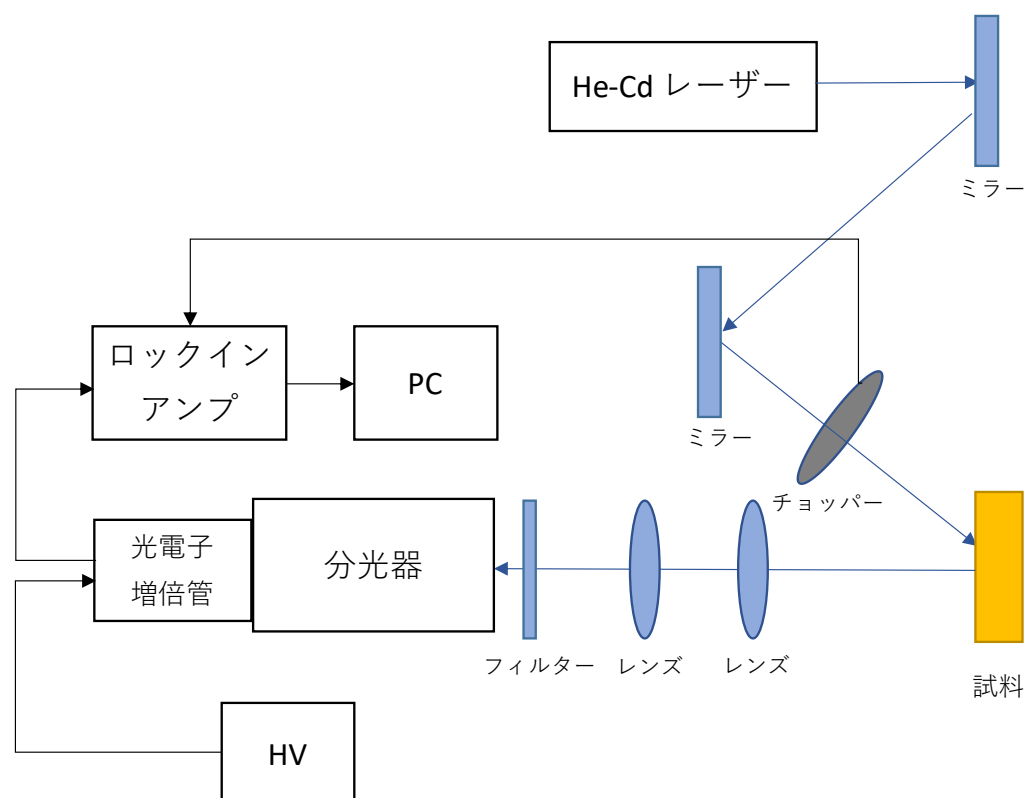 He-Cd レーザー
ミラー
ロックイン
アンプ
PC
ミラー
チョッパー
光電子
増倍管
分光器
フィルター
レンズ
レンズ
試料
HV